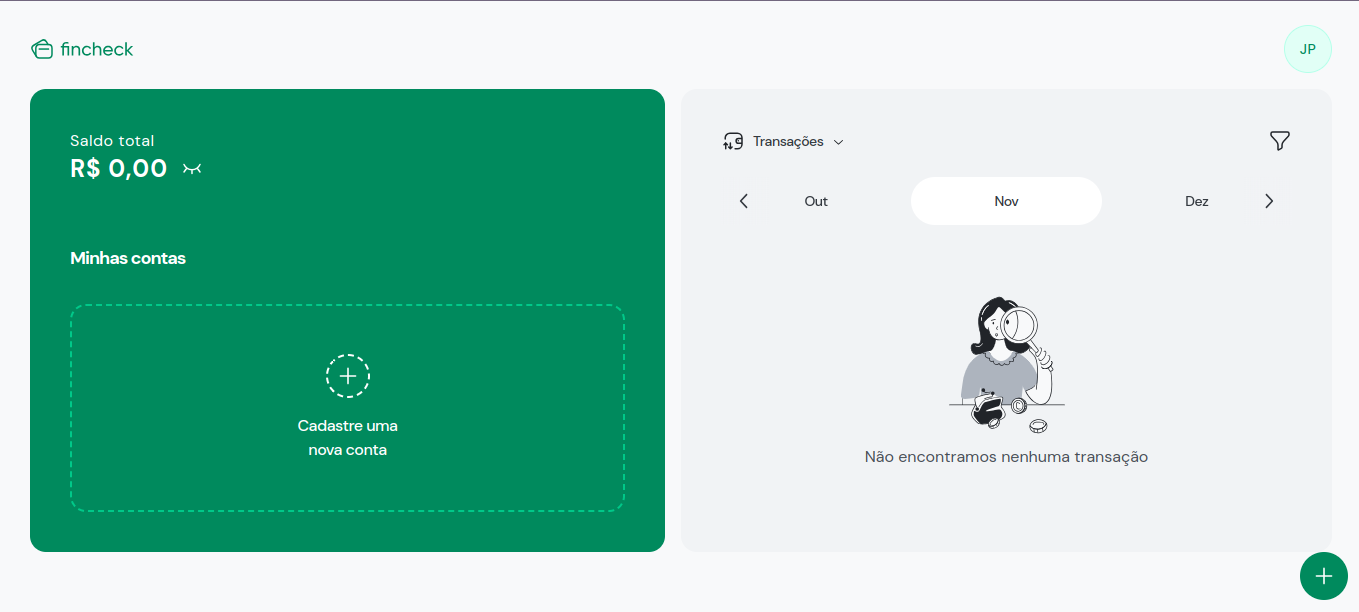 fincheck
JP
Saldo total
R$ 0,00
Minhas contas
Cadastre uma
nova conta
Transações
Out
Nov
Dez
Não encontramos nenhuma transação